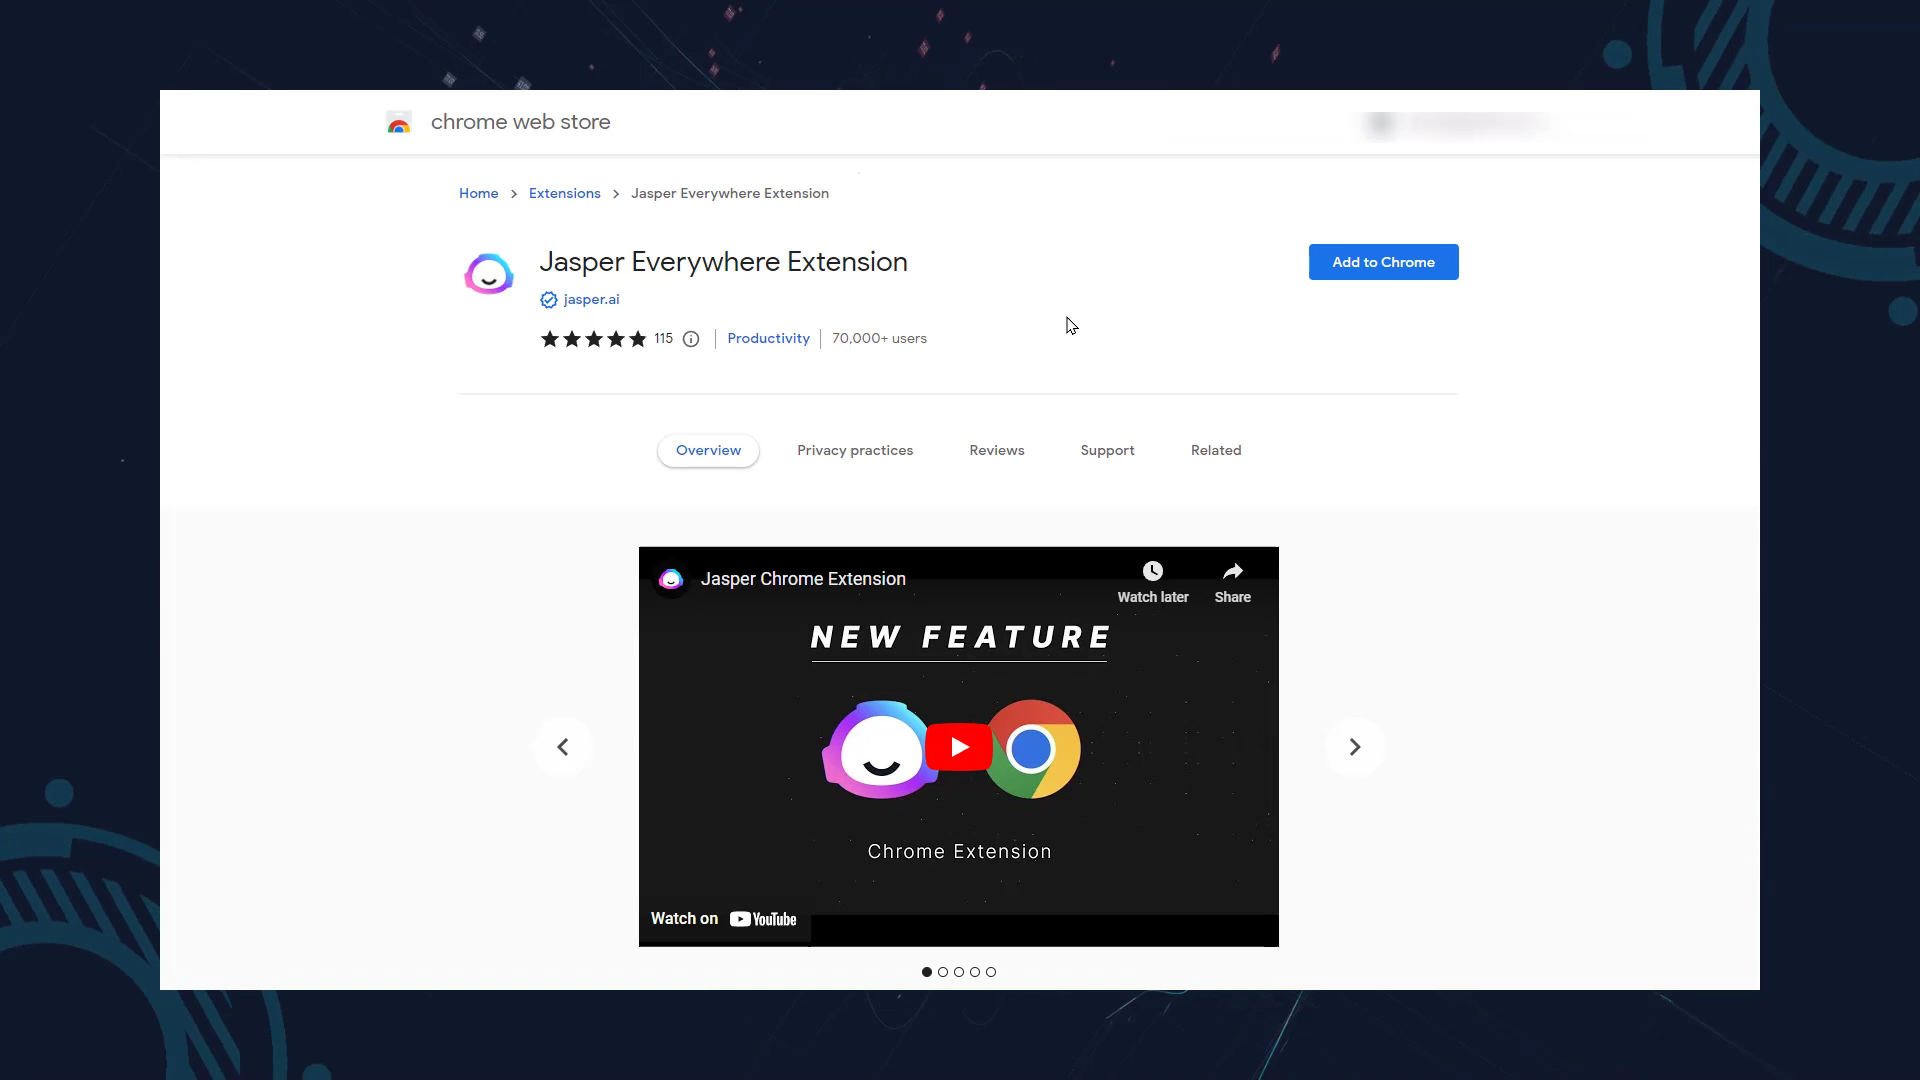 chrome web store
Home > Extensions > Jasper Everywhere Extension
Jasper Everywhere Extension
Add to Chrome
jasper.ai
115
Productivity
70,000+ users
Overview
Privacy practices
Reviews
Support
Related
Jasper Chrome Extension
Watch later
Share
NEW FEATURE
Chrome Extension
Watch on YouTube